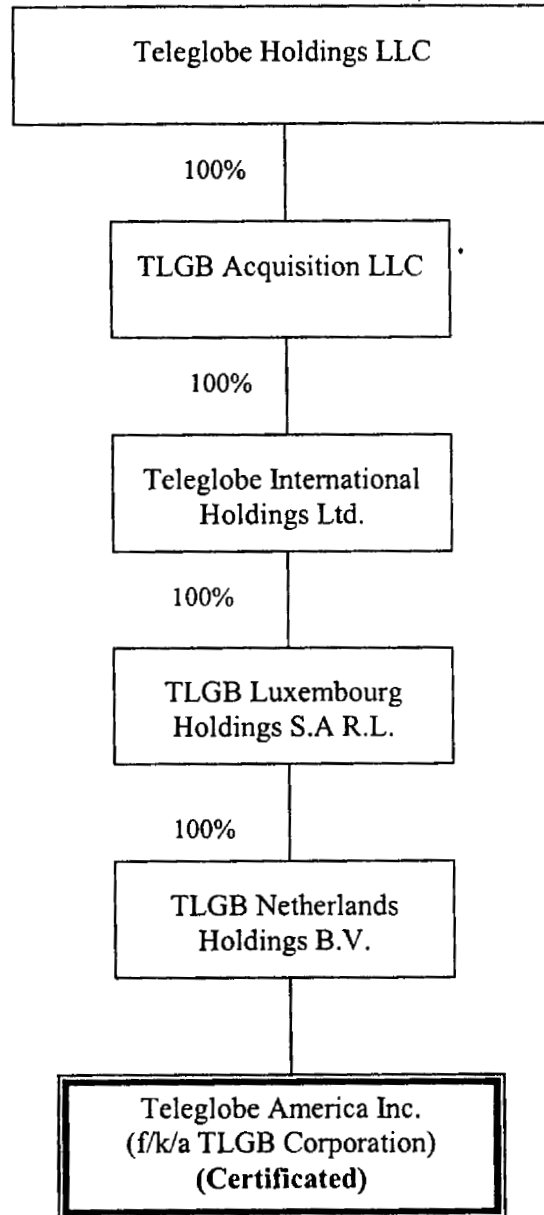 Teleglobe Holdings LLC
100%
TLGB Acquisition LLC
100%
Teleglobe International
Holdings Ltd.
100%
TLGB Luxembourg
Holdings S.A R.L.
100%
TLGB Netherlands
Holdings B.V.
Teleglobe America Inc.
(f/k/a TLGB Corporation)
(Certificated)